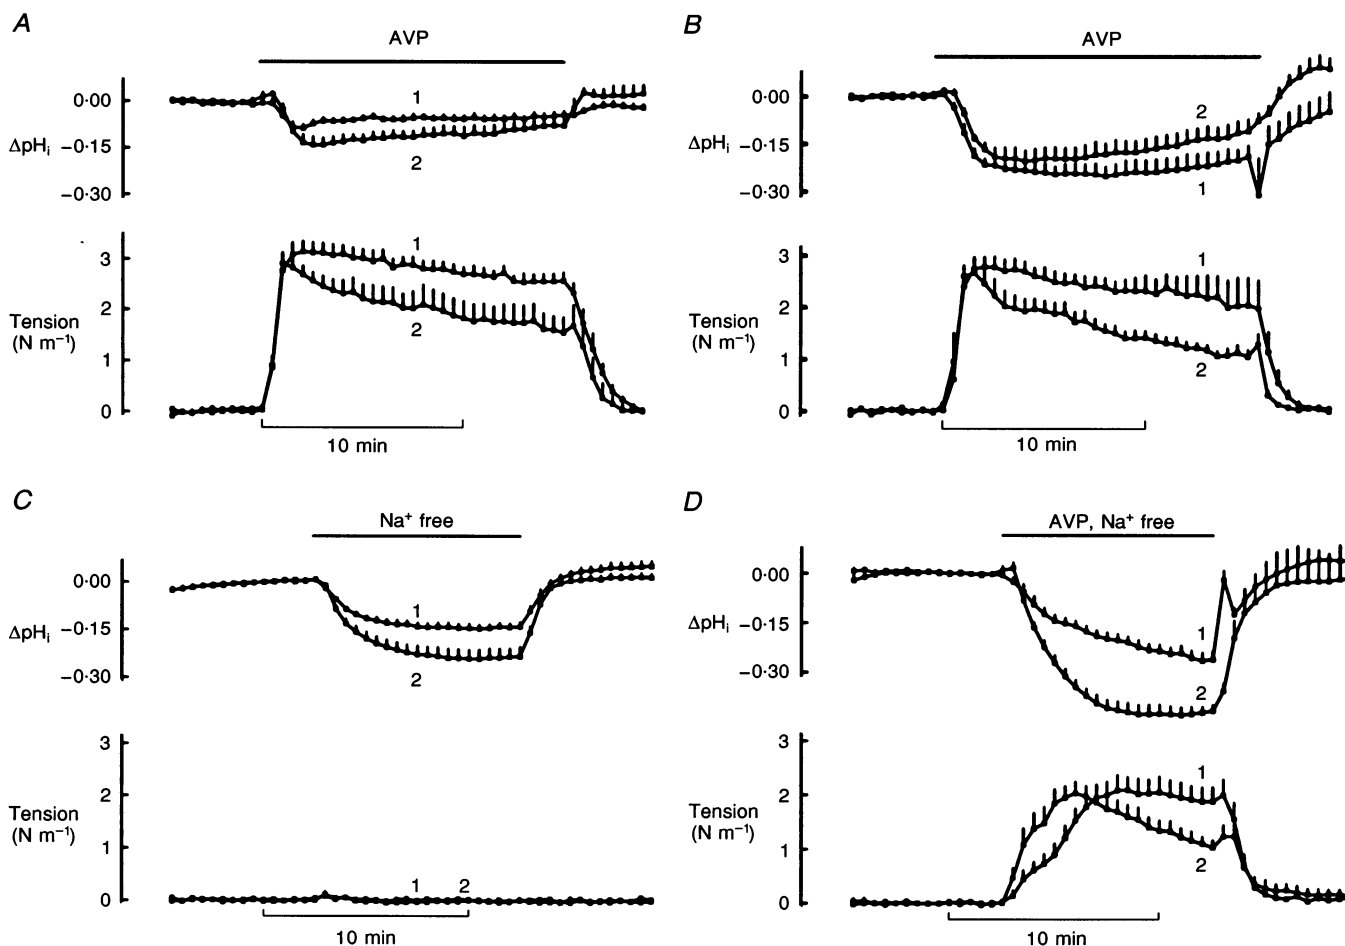 A
AVP
0·00
ΔpHi −0·15
−0·30
1
2
3
2
1
0
Tension
(N m⁻¹)
1
2
10 min
B
AVP
0·00
ΔpHi −0·15
−0·30
2
1
3
2
1
0
Tension
(N m⁻¹)
1
2
10 min
C
Na⁺ free
0·00
ΔpHi −0·15
−0·30
1
2
3
2
1
0
Tension
(N m⁻¹)
1 2
10 min
D
AVP, Na⁺ free
0·00
ΔpHi −0·15
−0·30
1
2
3
2
1
0
Tension
(N m⁻¹)
1
2
10 min